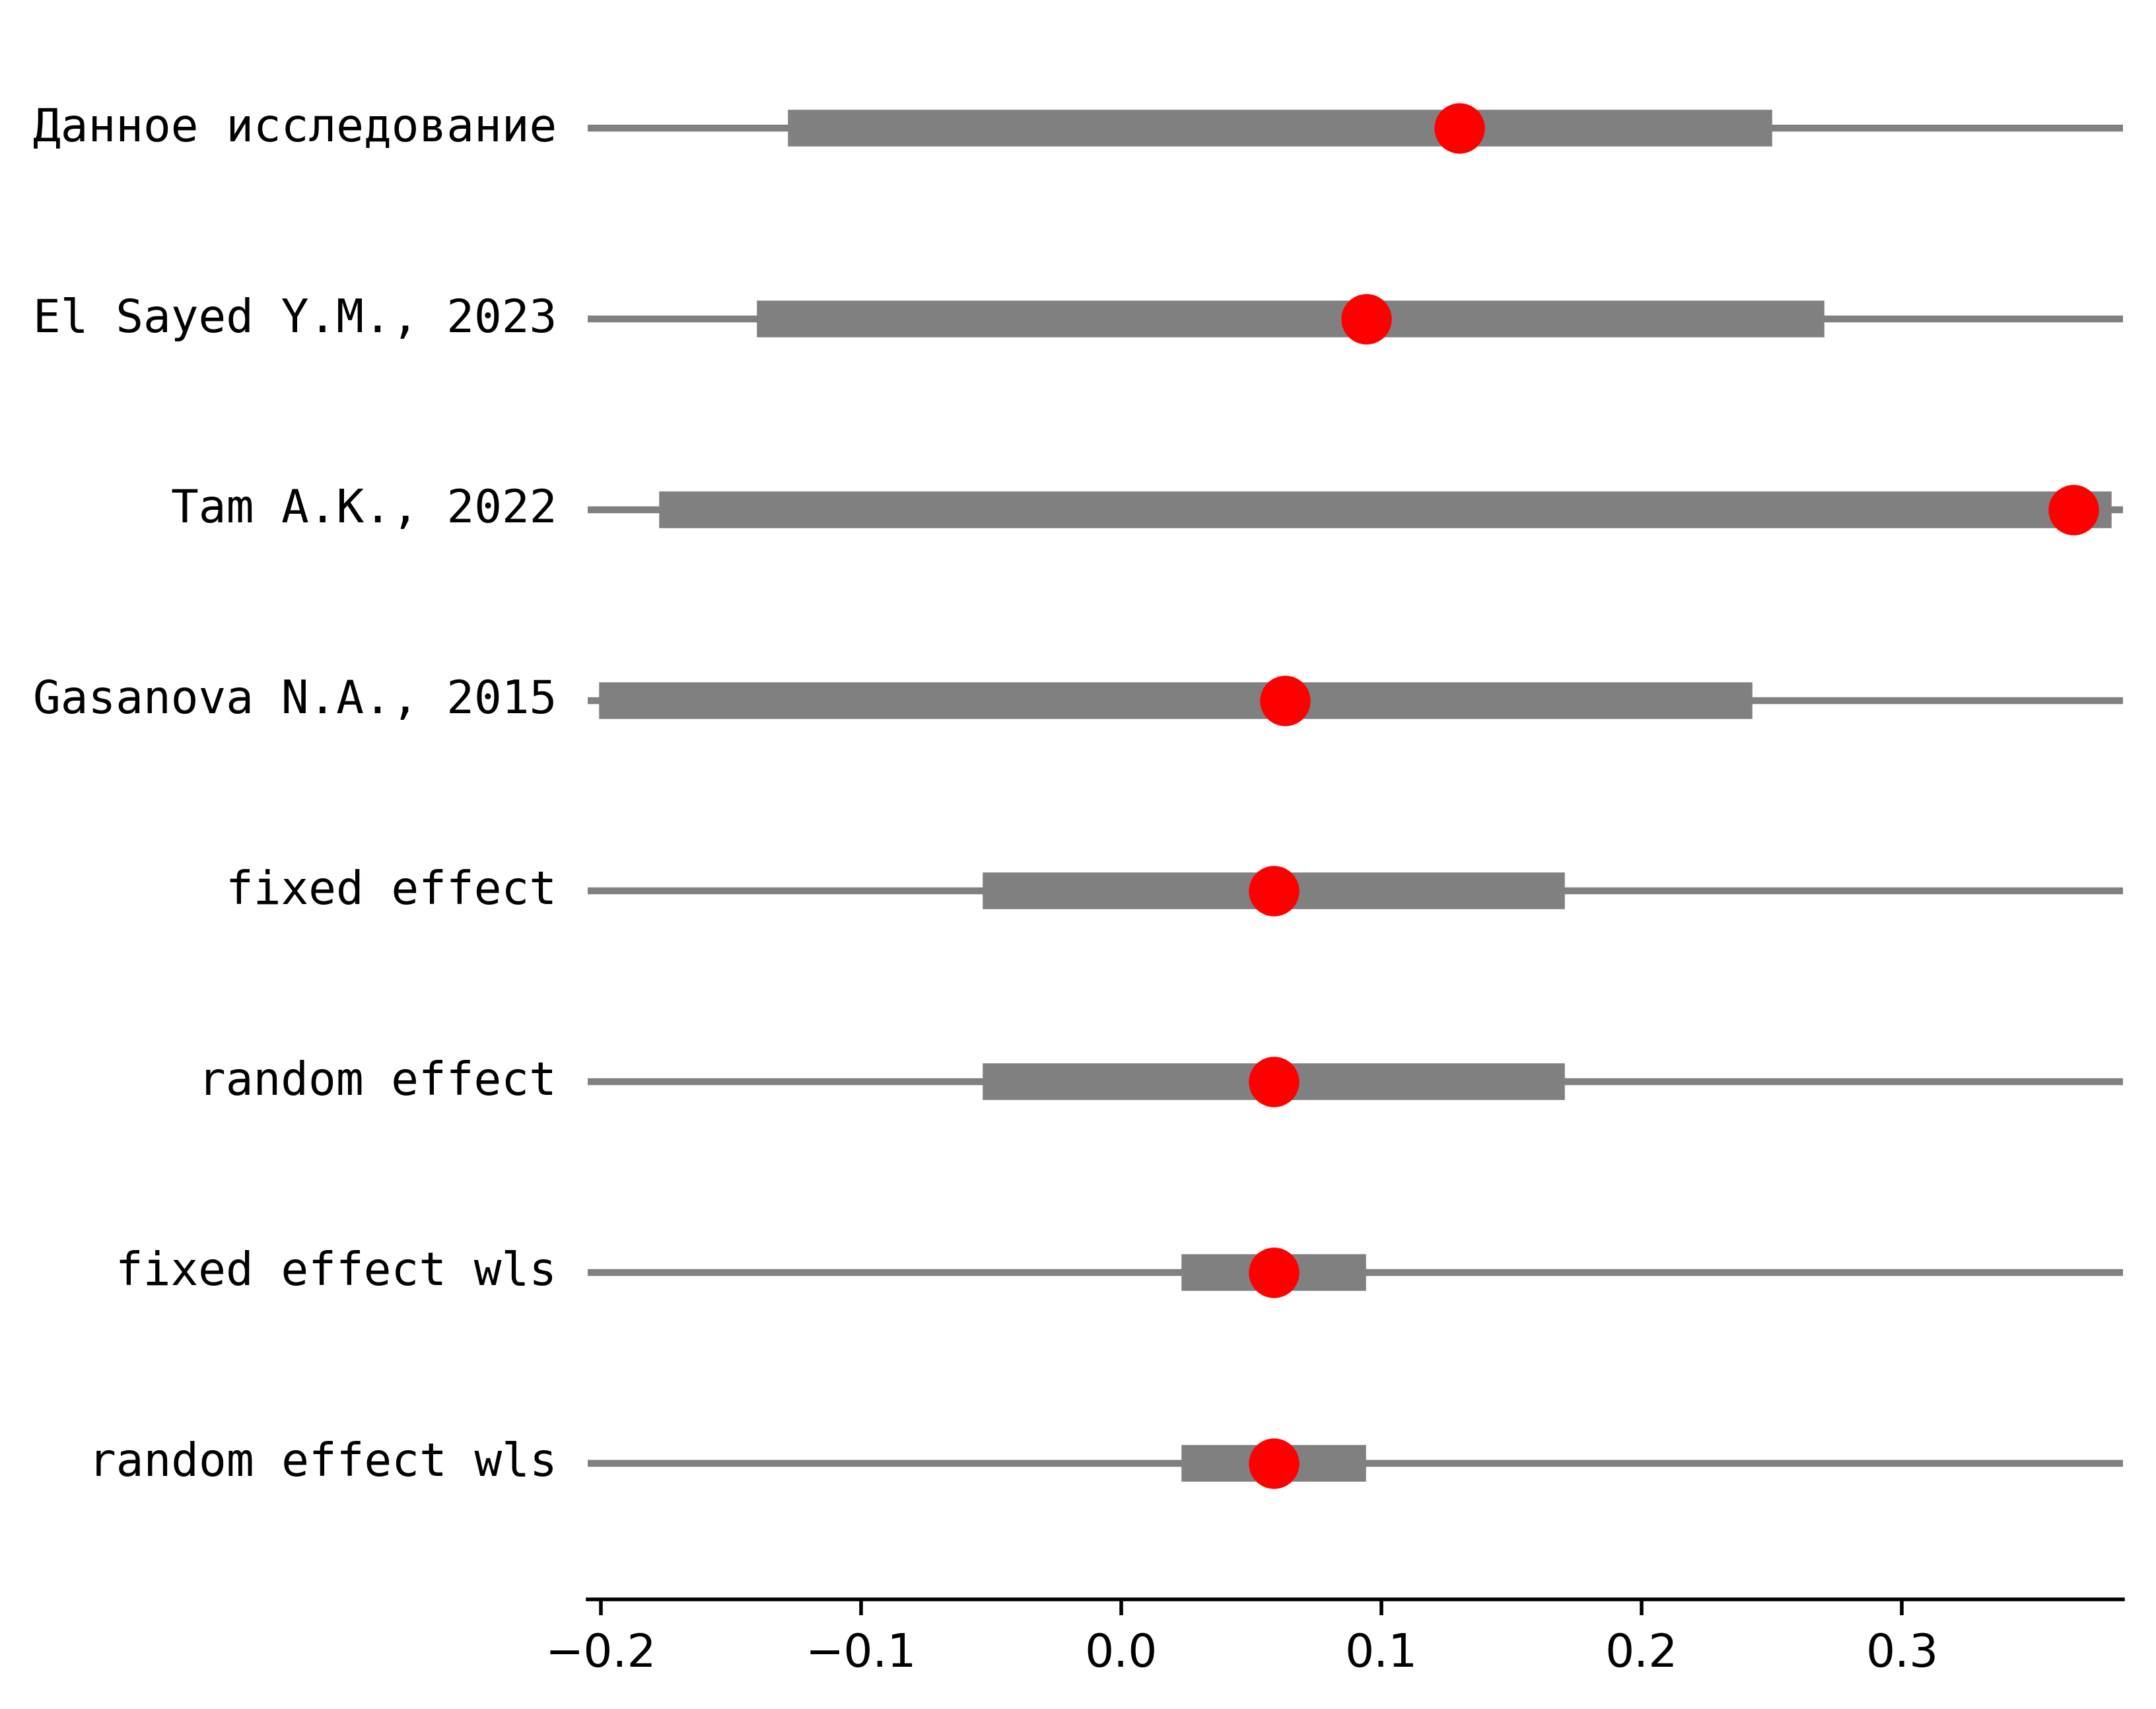 Данное исследование
El Sayed Y.M., 2023
Tam A.K., 2022
Gasanova N.A., 2015
fixed effect
random effect
fixed effect wls
random effect wls
−0.2 −0.1 0.0 0.1 0.2 0.3